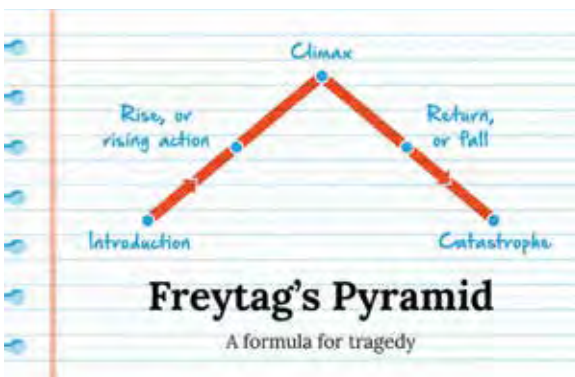 Climax
Rise, or
rising action
Return,
or fall
Introduction
Catastrophe
Freytag's Pyramid
A formula for tragedy